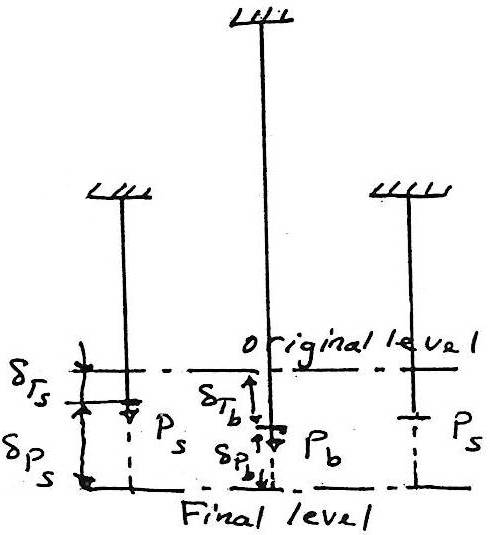 original level
δTs
δTb
Ps
Pb
Ps
δPs
δPb
Final level